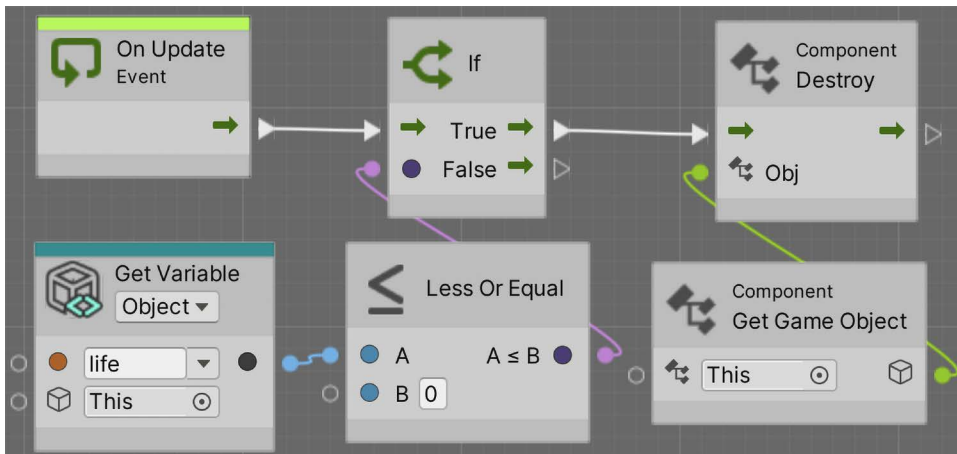 On Update
Event
If
True
False
Component
Destroy
Obj
Get Variable
Object
life
This
Less Or Equal
A A ≤ B
B 0
Component
Get Game Object
This